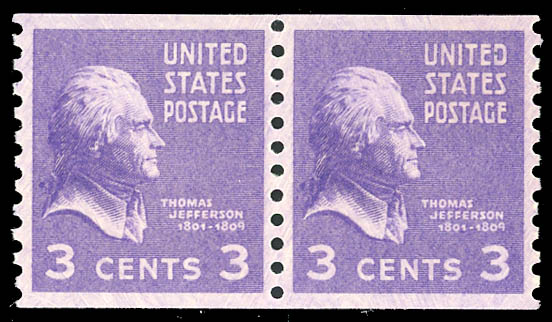 UNITED
STATES
POSTAGE
THOMAS
JEFFERSON
1801-1809
3 CENTS 3
UNITED
STATES
POSTAGE
THOMAS
JEFFERSON
1801-1809
3 CENTS 3